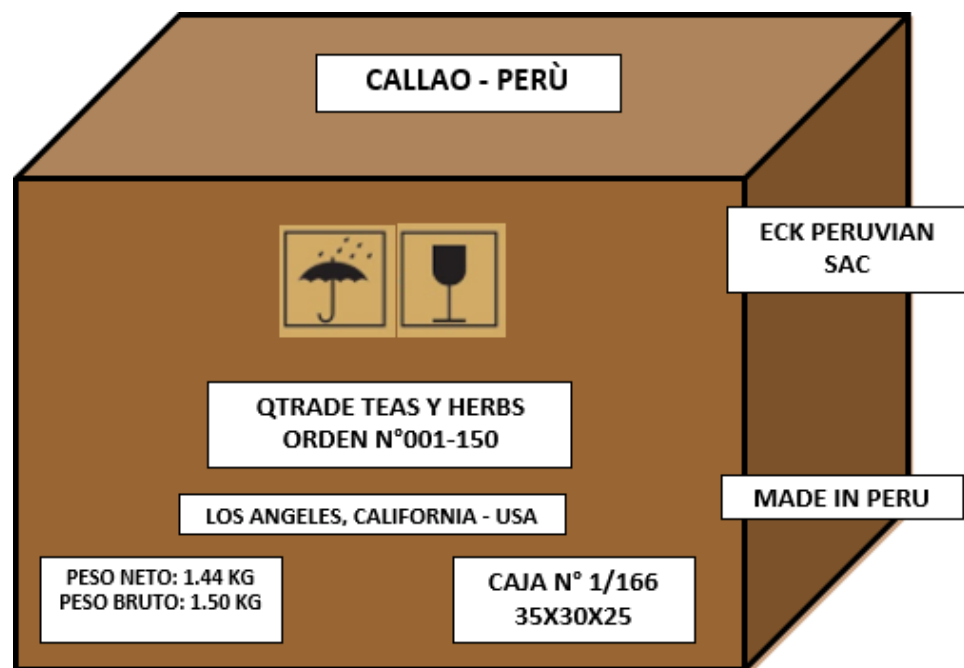 CALLAO - PERÙ
ECK PERUVIAN
SAC
QTRADE TEAS Y HERBS
ORDEN N°001-150
MADE IN PERU
LOS ANGELES, CALIFORNIA - USA
PESO NETO: 1.44 KG
PESO BRUTO: 1.50 KG
CAJA N° 1/166
35X30X25